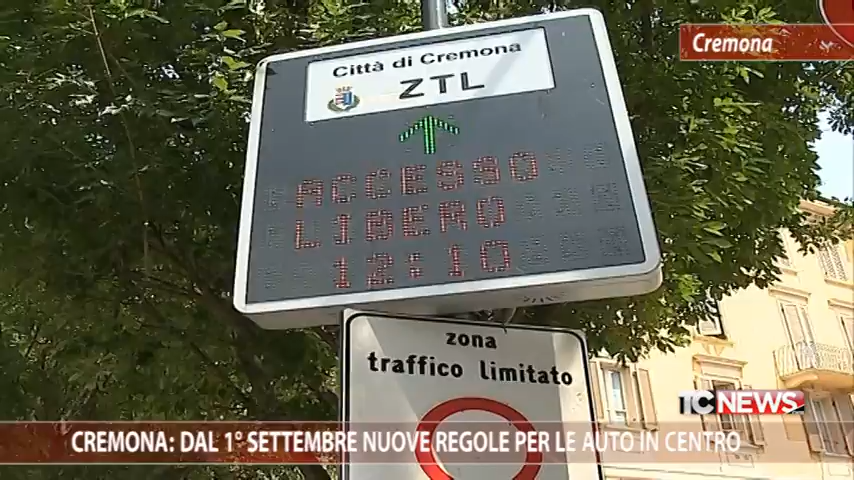 Cremona
Città di Cremona
ZTL
ACCESSO
LIBERO
12:10
zona
traffico limitato
TCNEWS
CREMONA: DAL 1° SETTEMBRE NUOVE REGOLE PER LE AUTO IN CENTRO